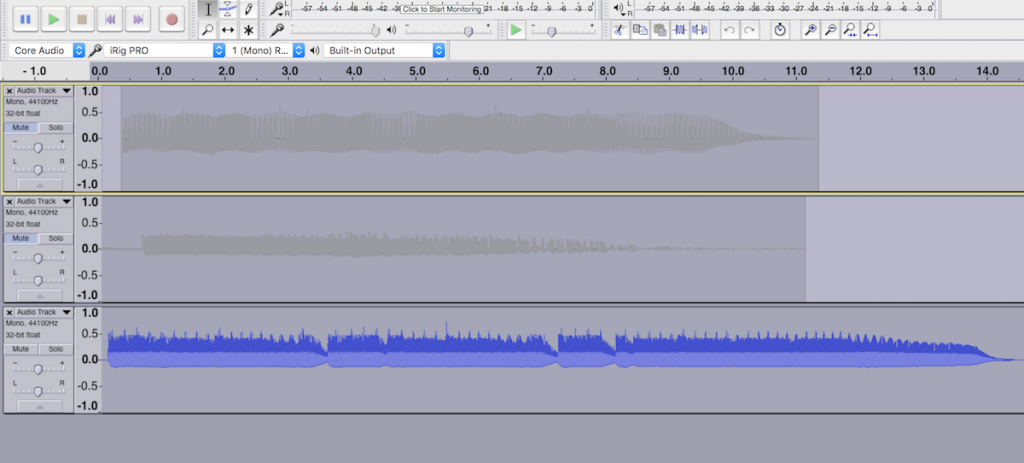 L R -57 -54 -51 -48 -45 -42 -3 Click to Start Monitoring 21 -18 -15 -12 -9 -6 -3 0 L R -57 -54 -51 -48 -45 -42 -39 -36 -33 -30 -27 -24 -21 -18 -15 -12 -9 -6 -3 0
- + - + - +
Core Audio iRig PRO 1 (Mono) R... Built-in Output
- 1.0 0.0 1.0 2.0 3.0 4.0 5.0 6.0 7.0 8.0 9.0 10.0 11.0 12.0 13.0 14.0
× Audio Track 1.0
Mono, 44100Hz
32-bit float 0.5-
Mute Solo
- + 0.0-
L R -0.5-
-1.0
× Audio Track 1.0
Mono, 44100Hz
32-bit float 0.5-
Mute Solo
- + 0.0-
L R -0.5-
-1.0
× Audio Track 1.0
Mono, 44100Hz
32-bit float 0.5-
Mute Solo
- + 0.0-
L R -0.5-
-1.0